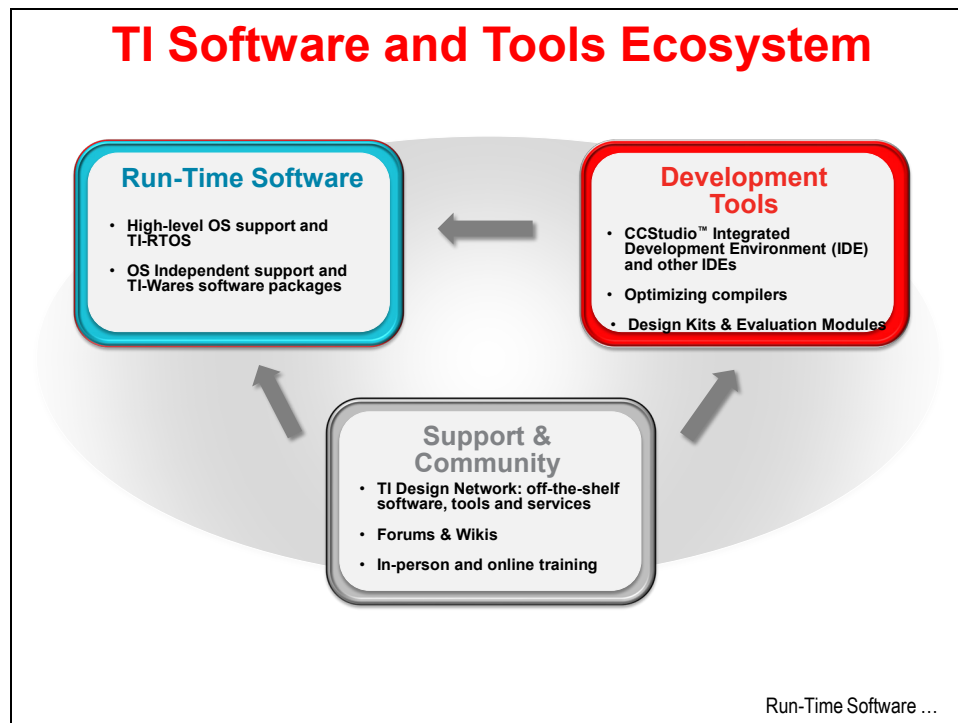 TI Software and Tools Ecosystem
Run-Time Software
• High-level OS support and
TI-RTOS
• OS Independent support and
TI-Wares software packages
Development
Tools
• CCStudio™ Integrated
Development Environment (IDE)
and other IDEs
• Optimizing compilers
• Design Kits & Evaluation Modules
Support &
Community
• TI Design Network: off-the-shelf
software, tools and services
• Forums & Wikis
• In-person and online training
Run-Time Software ...